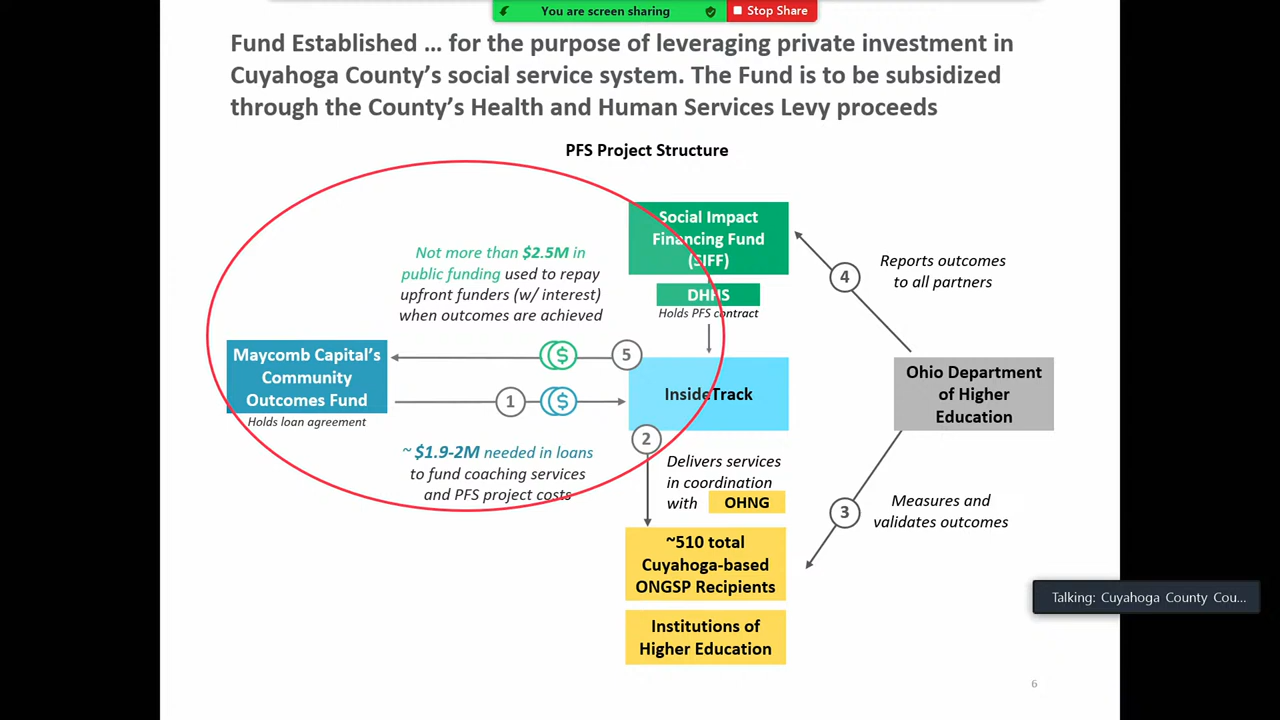 You are screen sharing
Stop Share
Fund Established … for the purpose of leveraging private investment in
Cuyahoga County's social service system. The Fund is to be subsidized
through the County's Health and Human Services Levy proceeds
PFS Project Structure
Social Impact
Financing Fund
(SIFF)
DHHS
Holds PFS contract
Not more than $2.5M in
public funding used to repay
upfront funders (w/ interest)
when outcomes are achieved
4
Reports outcomes
to all partners
Maycomb Capital's
Community
Outcomes Fund
Holds loan agreement
$
5
1
$
InsideTrack
Ohio Department
of Higher
Education
~ $1.9-2M needed in loans
to fund coaching services
and PFS project costs
2
Delivers services
in coordination
with OHNG
3
Measures and
validates outcomes
~510 total
Cuyahoga-based
ONGSP Recipients
Institutions of
Higher Education
Talking: Cuyahoga County Cou...
6